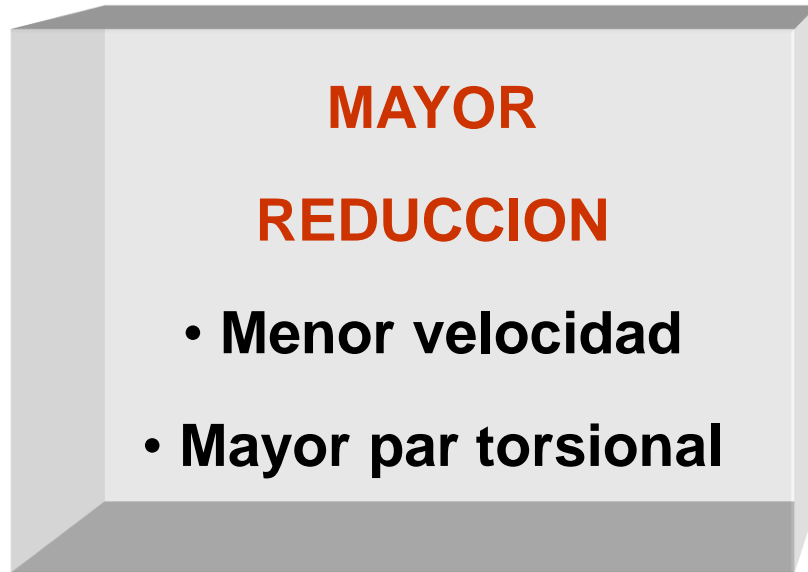 MAYOR
REDUCCION
• Menor velocidad
• Mayor par torsional